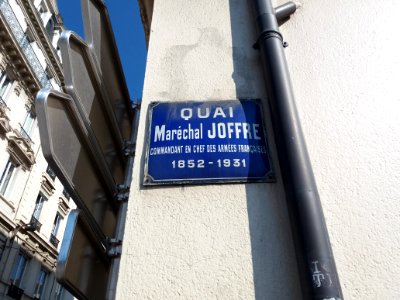 QUAI
Maréchal JOFFRE
COMMANDANT EN CHEF DES ARMÉES FRANÇAISES
1852-1931